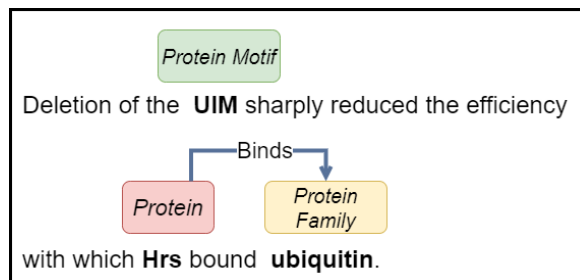 Protein Motif
Deletion of the UIM sharply reduced the efficiency
Binds
Protein
Protein
Family
with which Hrs bound ubiquitin.